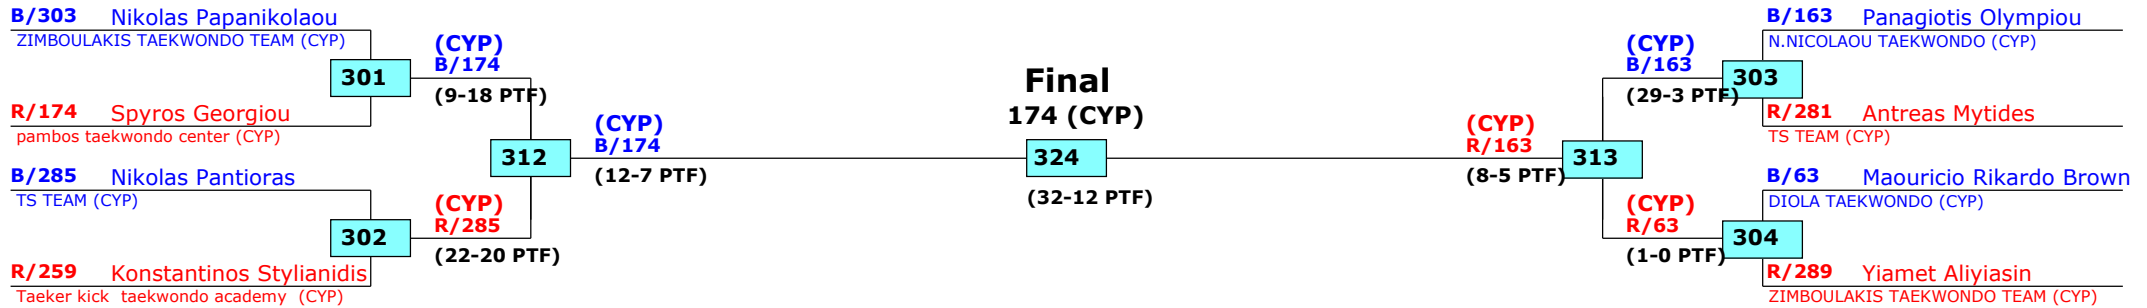 B/303 Nikolas Papanikolaou
ZIMBOULAKIS TAEKWONDO TEAM (CYP)
301
R/174 Spyros Georgiou
pambos taekwondo center (CYP)
B/285 Nikolas Pantioras
TS TEAM (CYP)
302
R/259 Konstantinos Stylianidis
Taeker kick taekwondo academy (CYP)
(CYP)
B/174
(9-18 PTF)
312
(CYP)
R/285
(22-20 PTF)
(CYP)
B/174
(12-7 PTF)
Final
174 (CYP)
324
(32-12 PTF)
(CYP)
R/163
(8-5 PTF)
313
(CYP)
B/163
(29-3 PTF)
(CYP)
R/63
(1-0 PTF)
B/163 Panagiotis Olympiou
N.NICOLAOU TAEKWONDO (CYP)
303
R/281 Antreas Mytides
TS TEAM (CYP)
B/63 Maouricio Rikardo Brown
DIOLA TAEKWONDO (CYP)
304
R/289 Yiamet Aliyiasin
ZIMBOULAKIS TAEKWONDO TEAM (CYP)